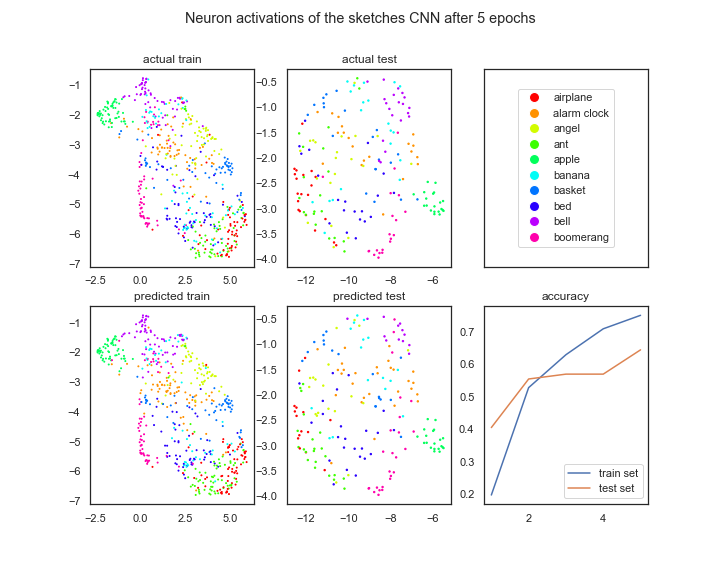 Neuron activations of the sketches CNN after 5 epochs
actual train
−1
−2
−3
−4
−5
−6
−7
−2.5 0.0 2.5 5.0
actual test
−0.5
−1.0
−1.5
−2.0
−2.5
−3.0
−3.5
−4.0
−12 −10 −8 −6
airplane
alarm clock
angel
ant
apple
banana
basket
bed
bell
boomerang
predicted train
−1
−2
−3
−4
−5
−6
−7
−2.5 0.0 2.5 5.0
predicted test
−0.5
−1.0
−1.5
−2.0
−2.5
−3.0
−3.5
−4.0
−12 −10 −8 −6
accuracy
0.7
0.6
0.5
0.4
0.3
0.2
2 4
train set
test set